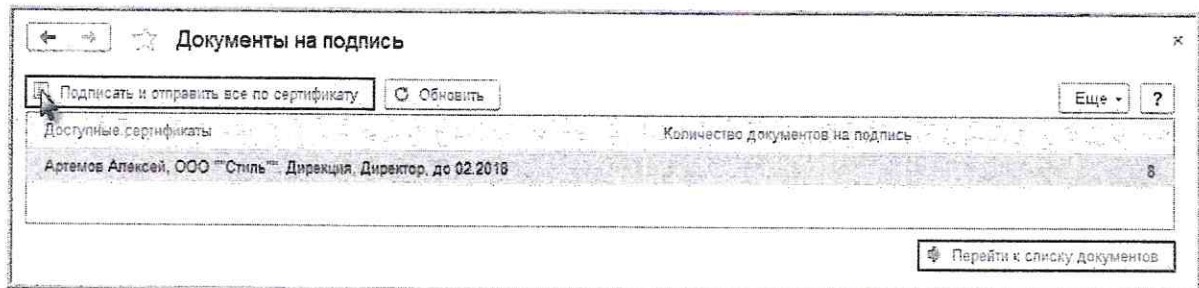 Документы на подпись
Подписать и отправить все по сертификату
Обновить
Еще
?
Доступные сертификаты
Количество документов на подпись
Артемов Алексей, ООО ""Стиль"", Дирекция, Директор, до 02.2018
8
Перейти к списку документов